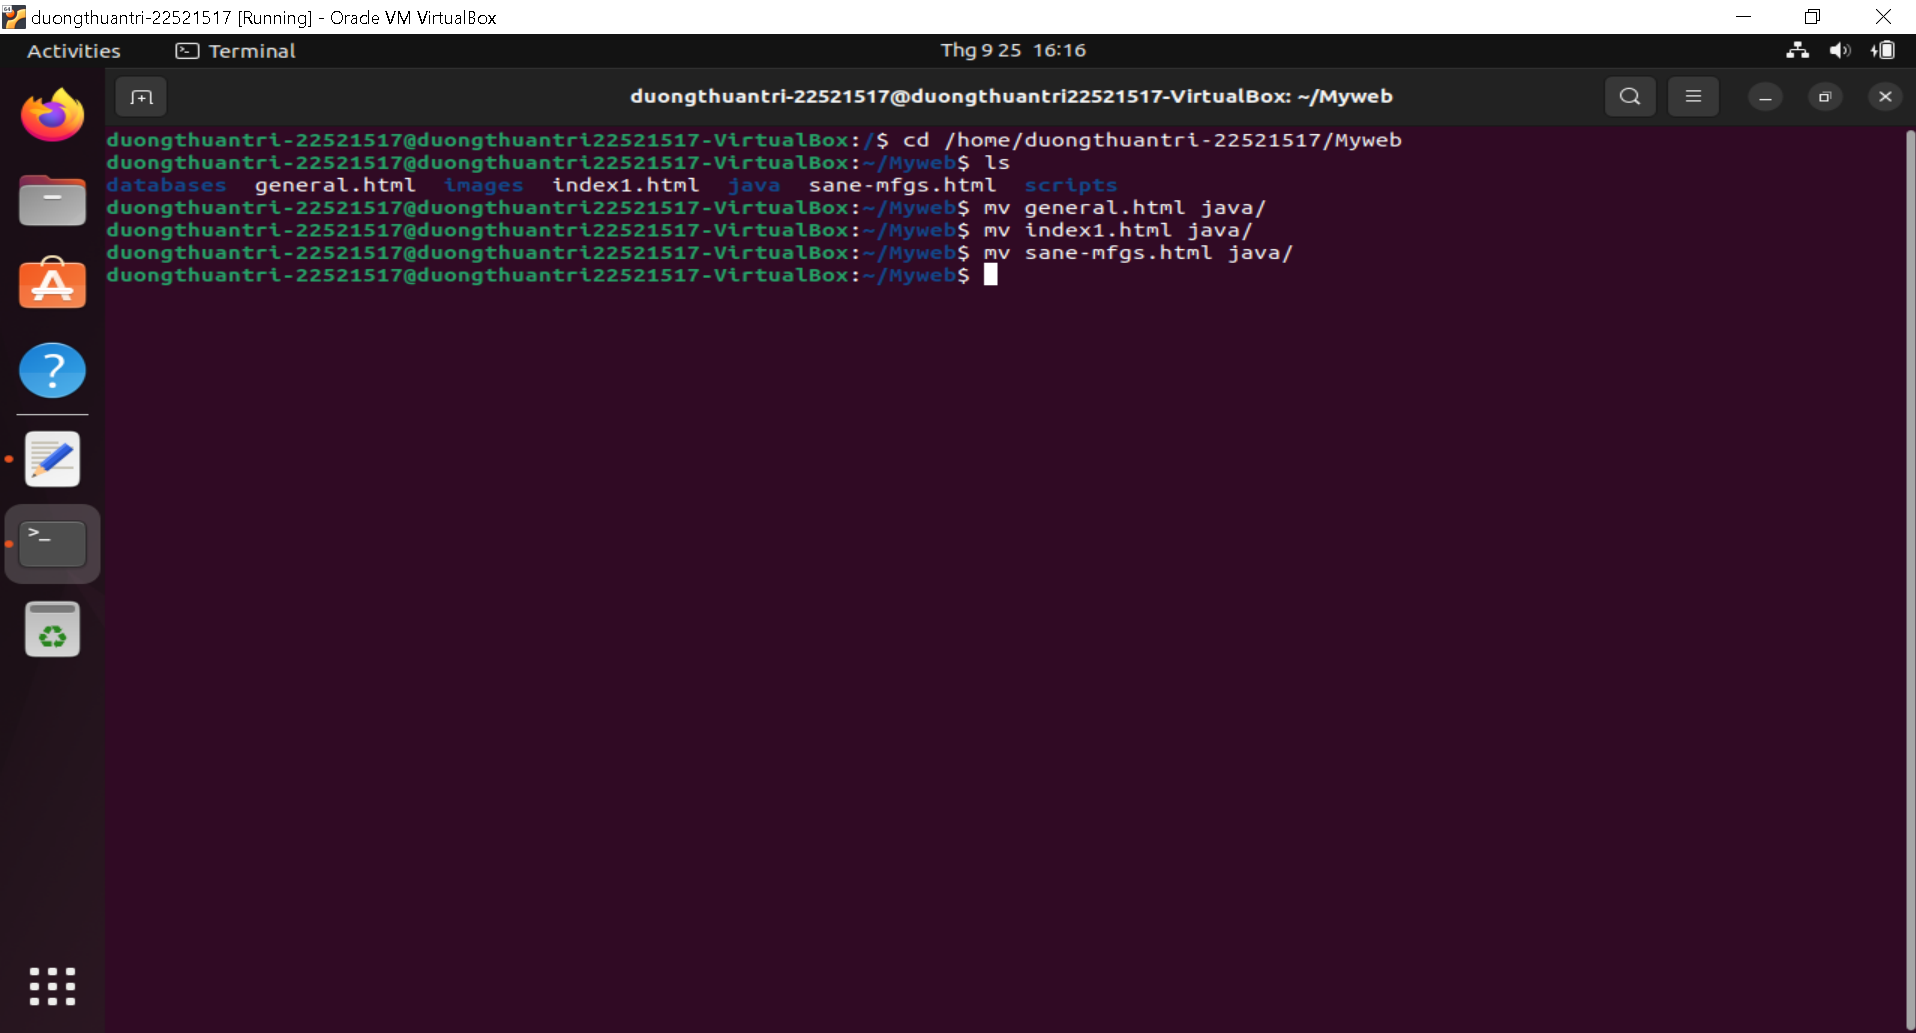 duongthuantri-22521517 [Running] - Oracle VM VirtualBox
Activities Terminal Thg 9 25 16:16
duongthuantri-22521517@duongthuantri22521517-VirtualBox: ~/Myweb
duongthuantri-22521517@duongthuantri22521517-VirtualBox:/$ cd /home/duongthuantri-22521517/Myweb
duongthuantri-22521517@duongthuantri22521517-VirtualBox:~/Myweb$ ls
databases general.html images index1.html java sane-mfgs.html scripts
duongthuantri-22521517@duongthuantri22521517-VirtualBox:~/Myweb$ mv general.html java/
duongthuantri-22521517@duongthuantri22521517-VirtualBox:~/Myweb$ mv index1.html java/
duongthuantri-22521517@duongthuantri22521517-VirtualBox:~/Myweb$ mv sane-mfgs.html java/
duongthuantri-22521517@duongthuantri22521517-VirtualBox:~/Myweb$